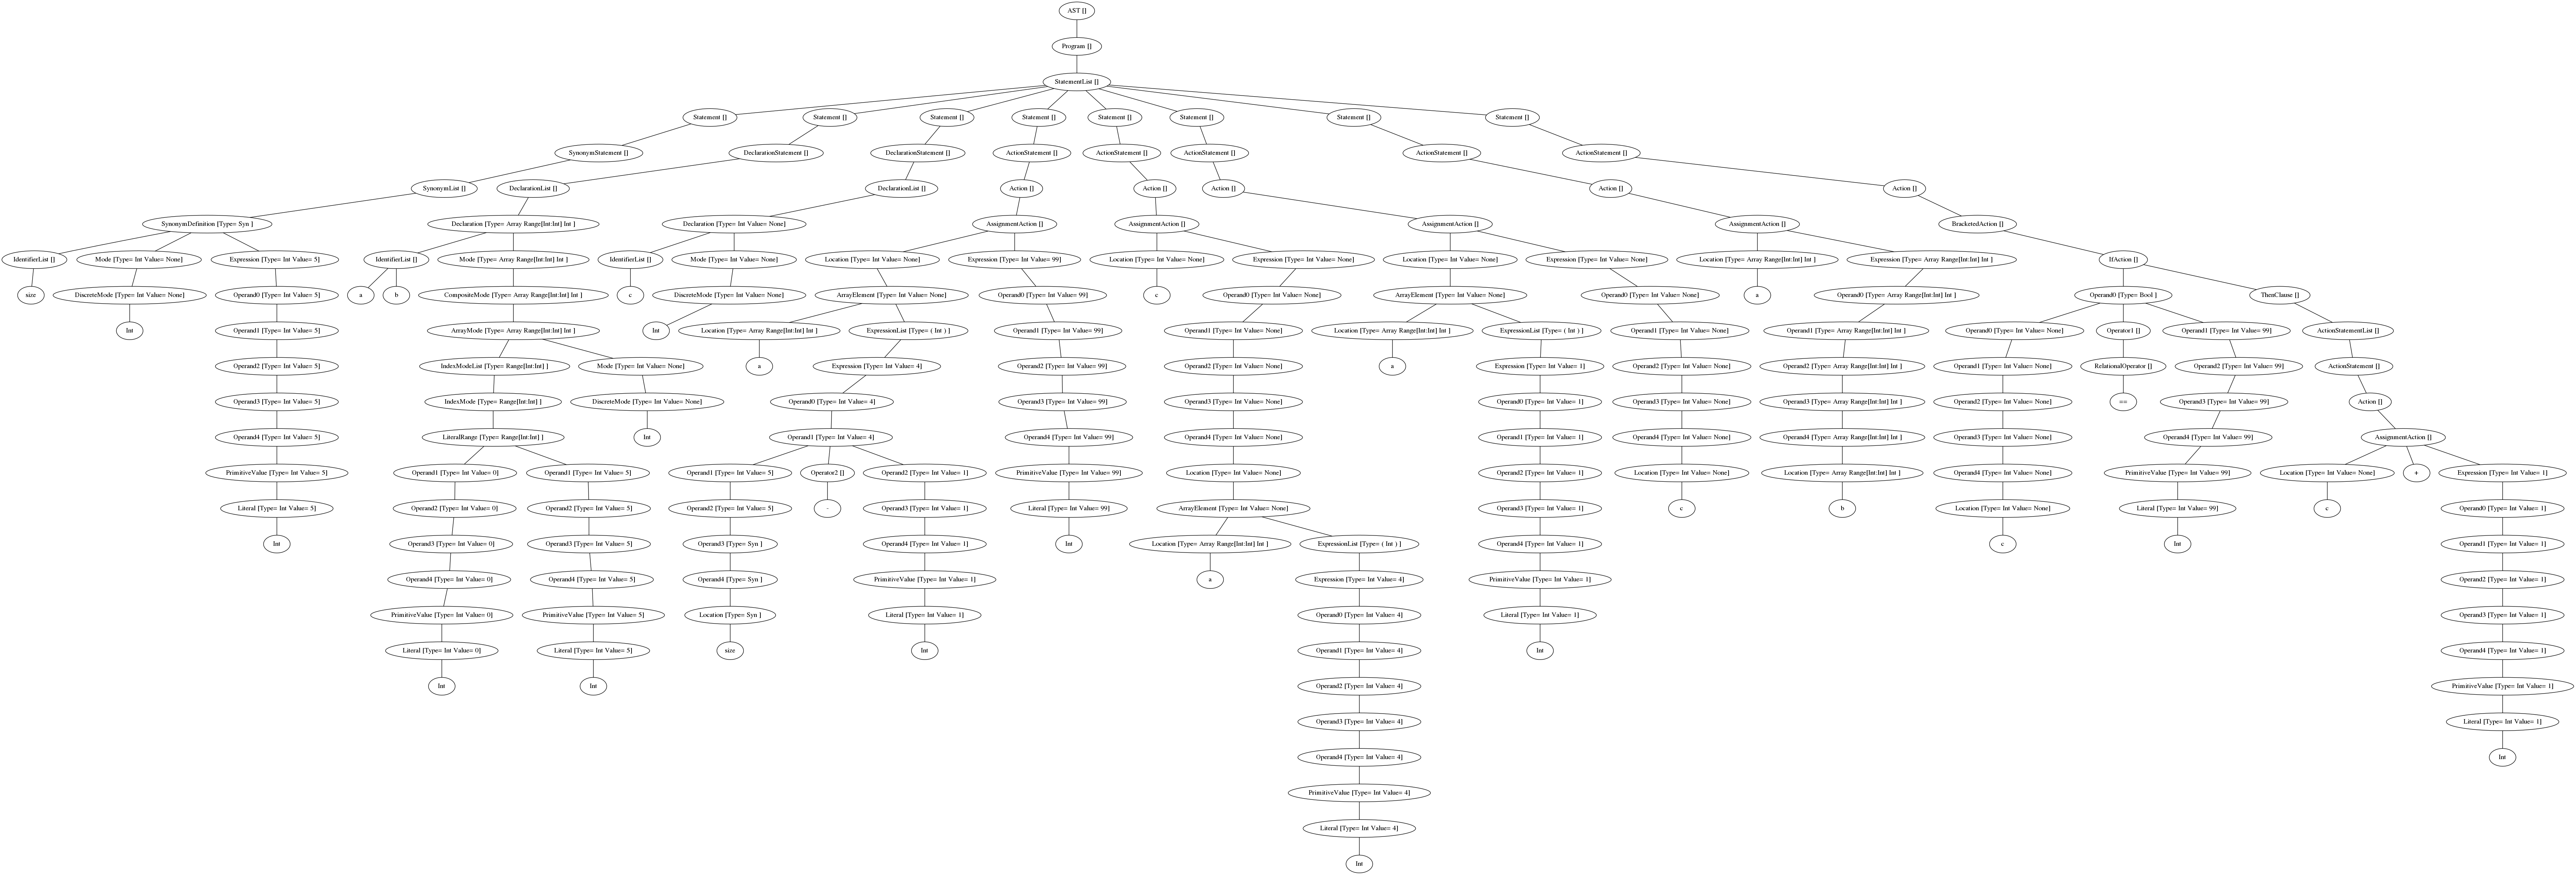 AST []
Program []
StatementList []
Statement [] Statement [] Statement [] Statement [] Statement [] Statement [] Statement [] Statement []
SynonymStatement [] DeclarationStatement [] DeclarationStatement [] ActionStatement [] ActionStatement [] ActionStatement [] ActionStatement [] ActionStatement []
SynonymList [] DeclarationList [] DeclarationList [] Action [] Action [] Action [] Action [] Action []
SynonymDefinition [Type= Syn ] Declaration [Type= Array Range[Int:Int] Int ] Declaration [Type= Int Value= None] AssignmentAction [] AssignmentAction [] AssignmentAction [] AssignmentAction [] BracketedAction []
IdentifierList [] Mode [Type= Int Value= None] Expression [Type= Int Value= 5] IdentifierList [] Mode [Type= Array Range[Int:Int] Int ] IdentifierList [] Mode [Type= Int Value= None] Location [Type= Int Value= None] Expression [Type= Int Value= 99] Location [Type= Int Value= None] Expression [Type= Int Value= None] Location [Type= Int Value= None] Expression [Type= Int Value= None] Location [Type= Array Range[Int:Int] Int ] Expression [Type= Array Range[Int:Int] Int ] IfAction []
size DiscreteMode [Type= Int Value= None] Operand0 [Type= Int Value= 5] a b CompositeMode [Type= Array Range[Int:Int] Int ] c DiscreteMode [Type= Int Value= None] ArrayElement [Type= Int Value= None] Operand0 [Type= Int Value= 99] c Operand0 [Type= Int Value= None] ArrayElement [Type= Int Value= None] Operand0 [Type= Int Value= None] a Operand0 [Type= Array Range[Int:Int] Int ] Operand0 [Type= Bool ] ThenClause []
Int Operand1 [Type= Int Value= 5] ArrayMode [Type= Array Range[Int:Int] Int ] Int Location [Type= Array Range[Int:Int] Int ] ExpressionList [Type= ( Int ) ] Operand1 [Type= Int Value= 99] Operand1 [Type= Int Value= None] Location [Type= Array Range[Int:Int] Int ] ExpressionList [Type= ( Int ) ] Operand1 [Type= Int Value= None] Operand1 [Type= Array Range[Int:Int] Int ] Operand0 [Type= Int Value= None] Operator1 [] Operand1 [Type= Int Value= 99] ActionStatementList []
Operand2 [Type= Int Value= 5] IndexModeList [Type= Range[Int:Int] ] Mode [Type= Int Value= None] a Expression [Type= Int Value= 4] Operand2 [Type= Int Value= 99] Operand2 [Type= Int Value= None] a Expression [Type= Int Value= 1] Operand2 [Type= Int Value= None] Operand2 [Type= Array Range[Int:Int] Int ] Operand1 [Type= Int Value= None] RelationalOperator [] Operand2 [Type= Int Value= 99] ActionStatement []
Operand3 [Type= Int Value= 5] IndexMode [Type= Range[Int:Int] ] DiscreteMode [Type= Int Value= None] Operand0 [Type= Int Value= 4] Operand3 [Type= Int Value= 99] Operand3 [Type= Int Value= None] Operand0 [Type= Int Value= 1] Operand3 [Type= Int Value= None] Operand3 [Type= Array Range[Int:Int] Int ] Operand2 [Type= Int Value= None] == Operand3 [Type= Int Value= 99] Action []
Operand4 [Type= Int Value= 5] LiteralRange [Type= Range[Int:Int] ] Int Operand1 [Type= Int Value= 4] Operand4 [Type= Int Value= 99] Operand4 [Type= Int Value= None] Operand1 [Type= Int Value= 1] Operand4 [Type= Int Value= None] Operand4 [Type= Array Range[Int:Int] Int ] Operand3 [Type= Int Value= None] Operand4 [Type= Int Value= 99] AssignmentAction []
PrimitiveValue [Type= Int Value= 5] Operand1 [Type= Int Value= 0] Operand1 [Type= Int Value= 5] Operand1 [Type= Int Value= 5] Operator2 [] Operand2 [Type= Int Value= 1] PrimitiveValue [Type= Int Value= 99] Location [Type= Int Value= None] Operand2 [Type= Int Value= 1] Location [Type= Int Value= None] Location [Type= Array Range[Int:Int] Int ] Operand4 [Type= Int Value= None] PrimitiveValue [Type= Int Value= 99] Location [Type= Int Value= None] + Expression [Type= Int Value= 1]
Literal [Type= Int Value= 5] Operand2 [Type= Int Value= 0] Operand2 [Type= Int Value= 5] Operand2 [Type= Int Value= 5] - Operand3 [Type= Int Value= 1] Literal [Type= Int Value= 99] ArrayElement [Type= Int Value= None] Operand3 [Type= Int Value= 1] c b Location [Type= Int Value= None] Literal [Type= Int Value= 99] c Operand0 [Type= Int Value= 1]
Int Operand3 [Type= Int Value= 0] Operand3 [Type= Int Value= 5] Operand3 [Type= Syn ] Operand4 [Type= Int Value= 1] Int Location [Type= Array Range[Int:Int] Int ] ExpressionList [Type= ( Int ) ] Operand4 [Type= Int Value= 1] c Int Operand1 [Type= Int Value= 1]
Operand4 [Type= Int Value= 0] Operand4 [Type= Int Value= 5] Operand4 [Type= Syn ] PrimitiveValue [Type= Int Value= 1] a Expression [Type= Int Value= 4] PrimitiveValue [Type= Int Value= 1] Operand2 [Type= Int Value= 1]
PrimitiveValue [Type= Int Value= 0] PrimitiveValue [Type= Int Value= 5] Location [Type= Syn ] Literal [Type= Int Value= 1] Operand0 [Type= Int Value= 4] Literal [Type= Int Value= 1] Operand3 [Type= Int Value= 1]
Literal [Type= Int Value= 0] Literal [Type= Int Value= 5] size Int Operand1 [Type= Int Value= 4] Int Operand4 [Type= Int Value= 1]
Int Int Operand2 [Type= Int Value= 4] PrimitiveValue [Type= Int Value= 1]
Operand3 [Type= Int Value= 4] Literal [Type= Int Value= 1]
Operand4 [Type= Int Value= 4] Int
PrimitiveValue [Type= Int Value= 4]
Literal [Type= Int Value= 4]
Int